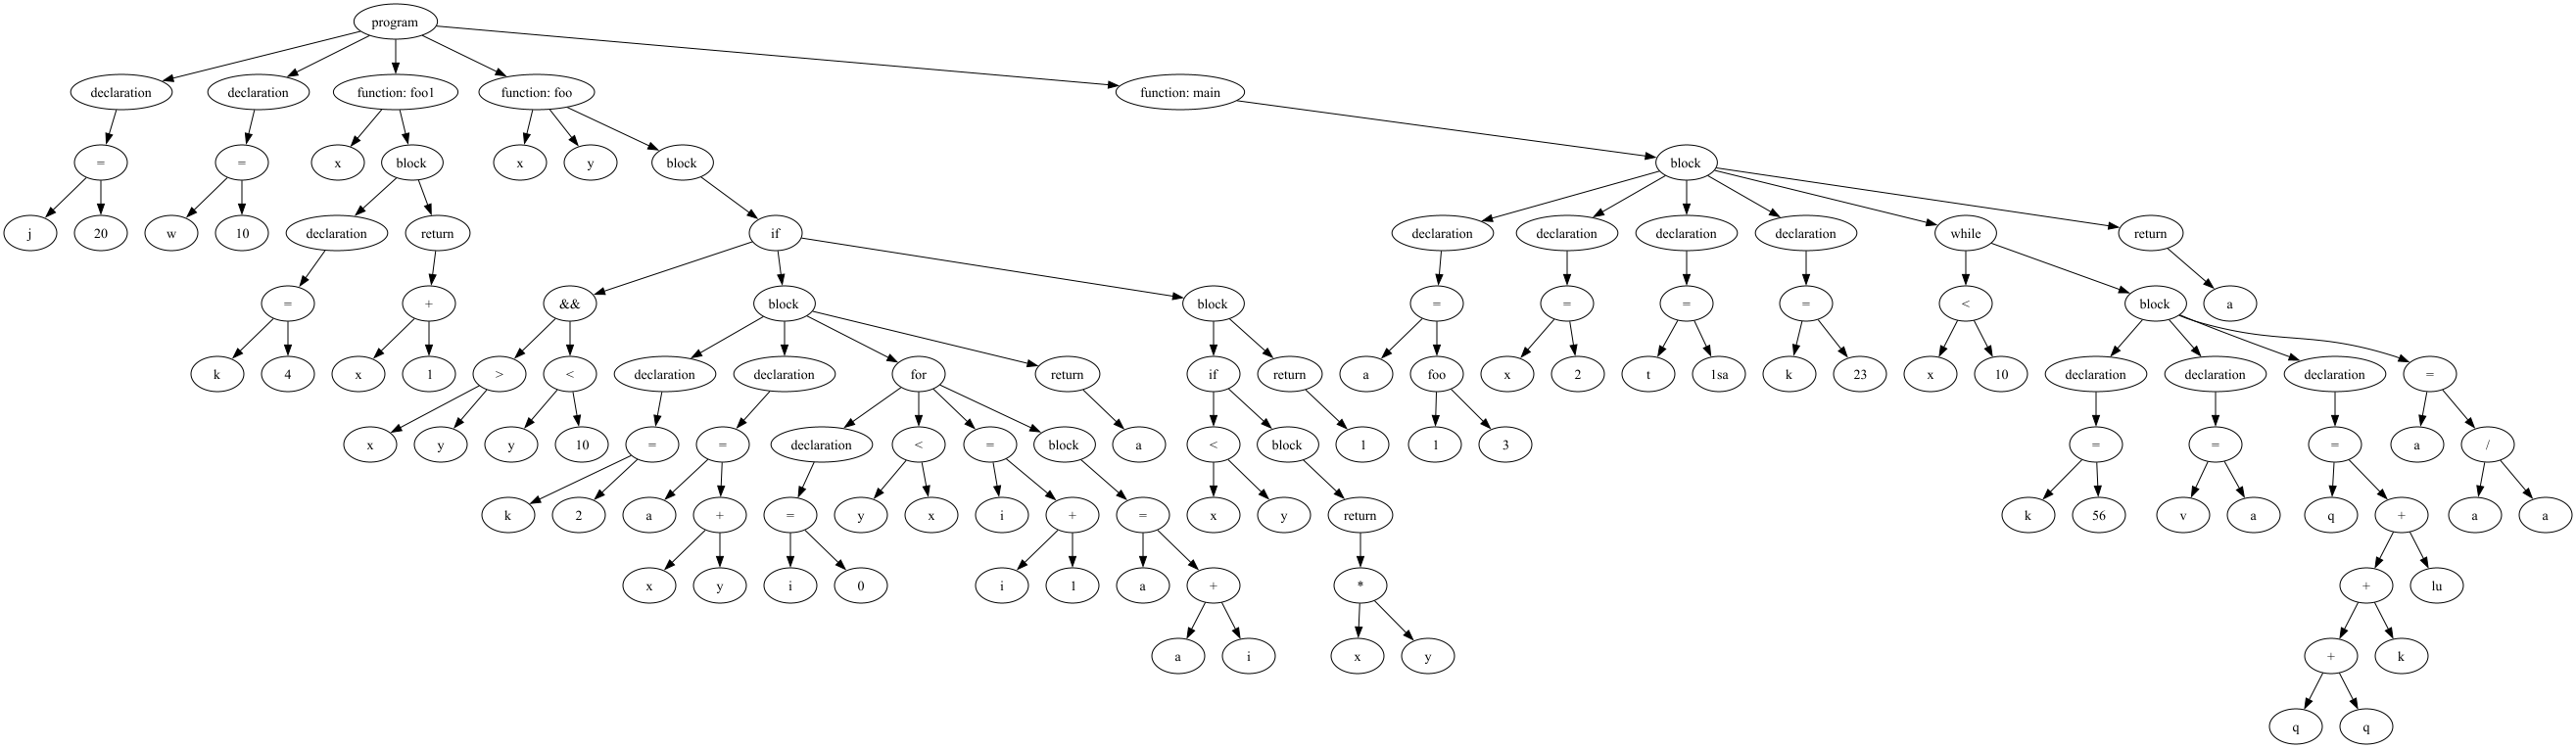 program
declaration declaration function: foo1 function: foo function: main
= = x block x y block block
j 20 w 10 declaration return if declaration declaration declaration declaration while return
= + && block block = = = = < block a
k 4 x 1 > < declaration declaration for return if return a foo x 2 t 1sa k 23 x 10 declaration declaration declaration =
x y y 10 = = declaration < = block a < block 1 1 3 = = = a /
k 2 a + = y x i + = x y return k 56 v a q + a a
x y i 0 i 1 a + * + lu
a i x y + k
q q